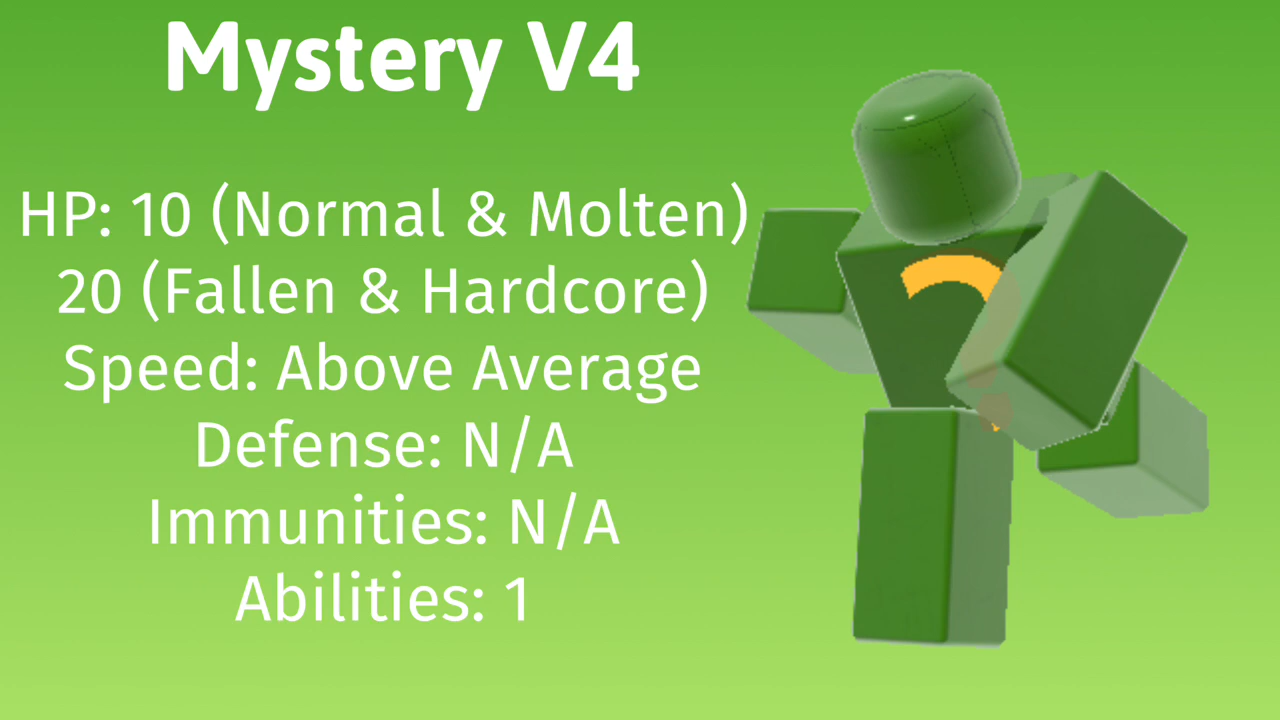 Mystery V4
HP: 10 (Normal & Molten)
20 (Fallen & Hardcore)
Speed: Above Average
Defense: N/A
Immunities: N/A
Abilities: 1